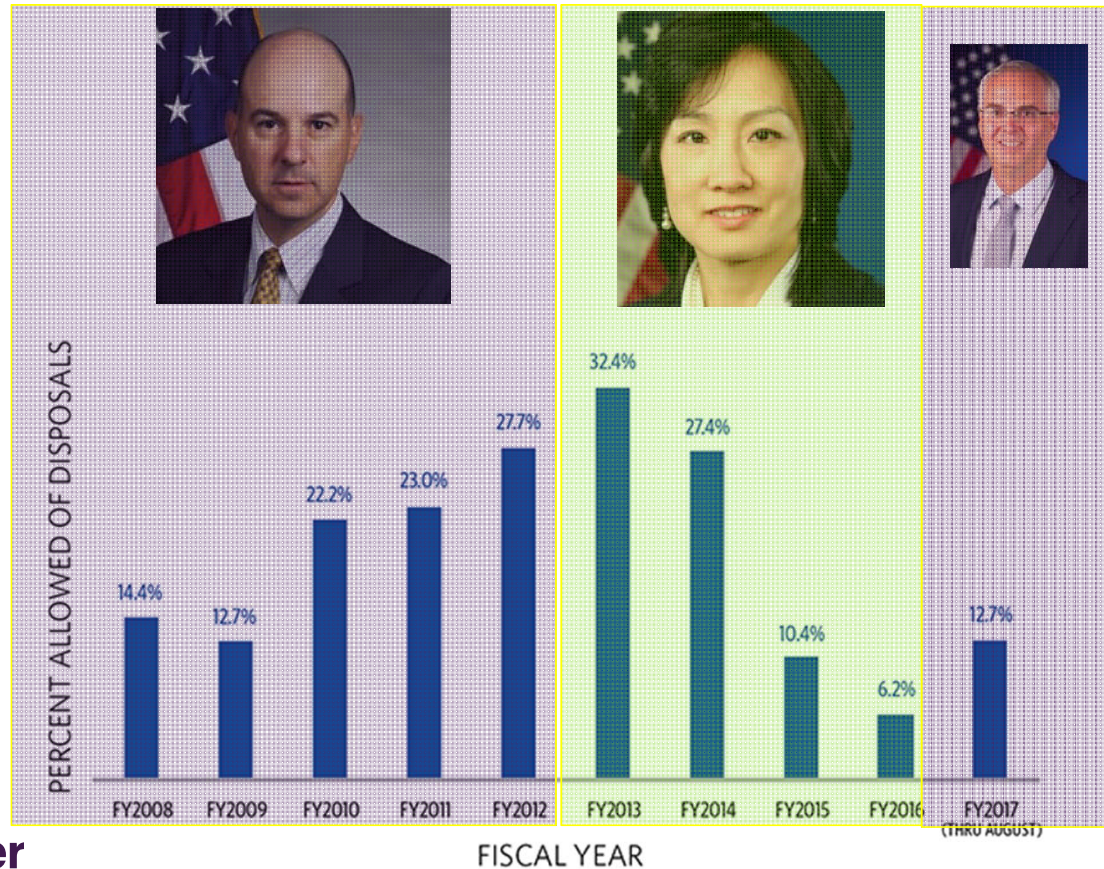 PERCENT ALLOWED OF DISPOSALS
14.4%
12.7%
22.2%
23.0%
27.7%
32.4%
27.4%
10.4%
6.2%
12.7%
FY2008
FY2009
FY2010
FY2011
FY2012
FY2013
FY2014
FY2015
FY2016
FY2017
(THRU AUGUST)
er
FISCAL YEAR